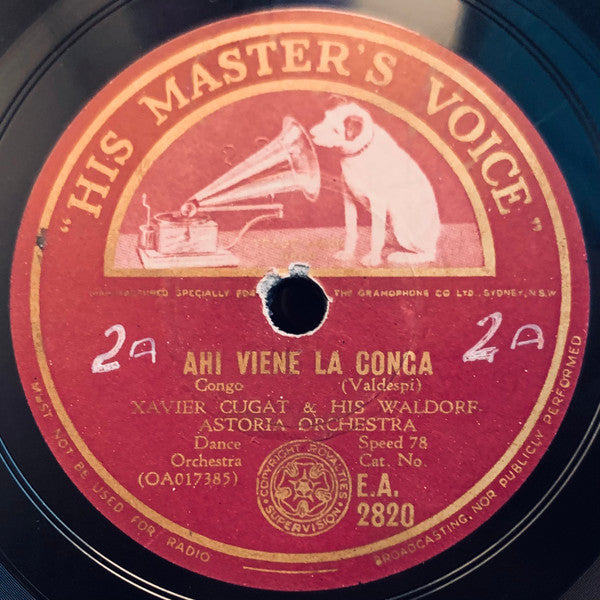 "HIS MASTER'S VOICE"
SPECIALLY FOR THE GRAMOPHONE CO LTD., SYDNEY, N.S.W
2A 2A
AHI VIENE LA CONGA
Congo (Valdespi)
XAVIER CUGAT & HIS WALDORF-
ASTORIA ORCHESTRA
Dance Speed 78
Orchestra Cat. No.
(OA017385) E.A.
2820
COPYRIGHT ROYALTIES
SUPERVISION
MUST NOT BE USED FOR RADIO
BROADCASTING, NOR PUBLICLY PERFORMED